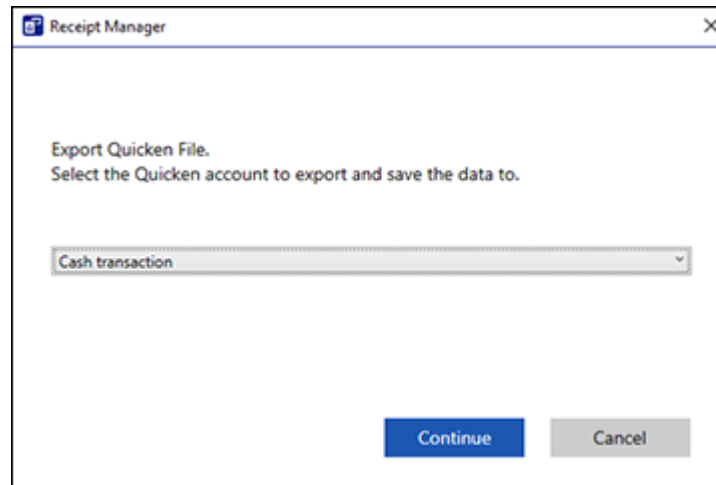 Receipt Manager
Export Quicken File.
Select the Quicken account to export and save the data to.
Cash transaction
Continue
Cancel